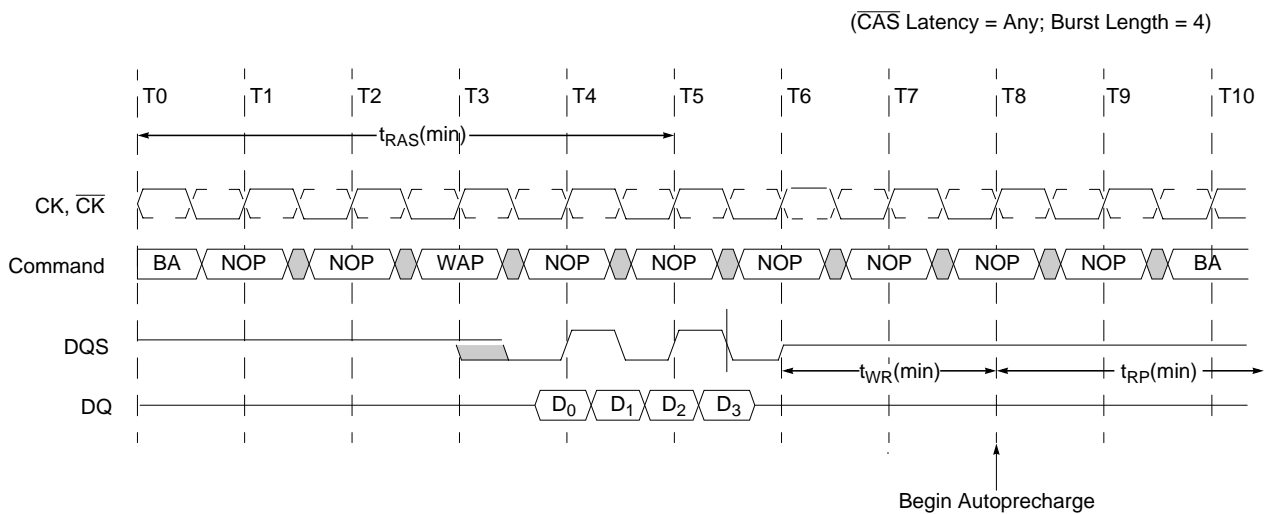 (C̅A̅S̅ Latency = Any; Burst Length = 4)
T0 T1 T2 T3 T4 T5 T6 T7 T8 T9 T10
tRAS(min)
CK, C̅K̅
Command BA NOP NOP WAP NOP NOP NOP NOP NOP NOP BA
DQS
tWR(min) tRP(min)
DQ D0 D1 D2 D3
Begin Autoprecharge